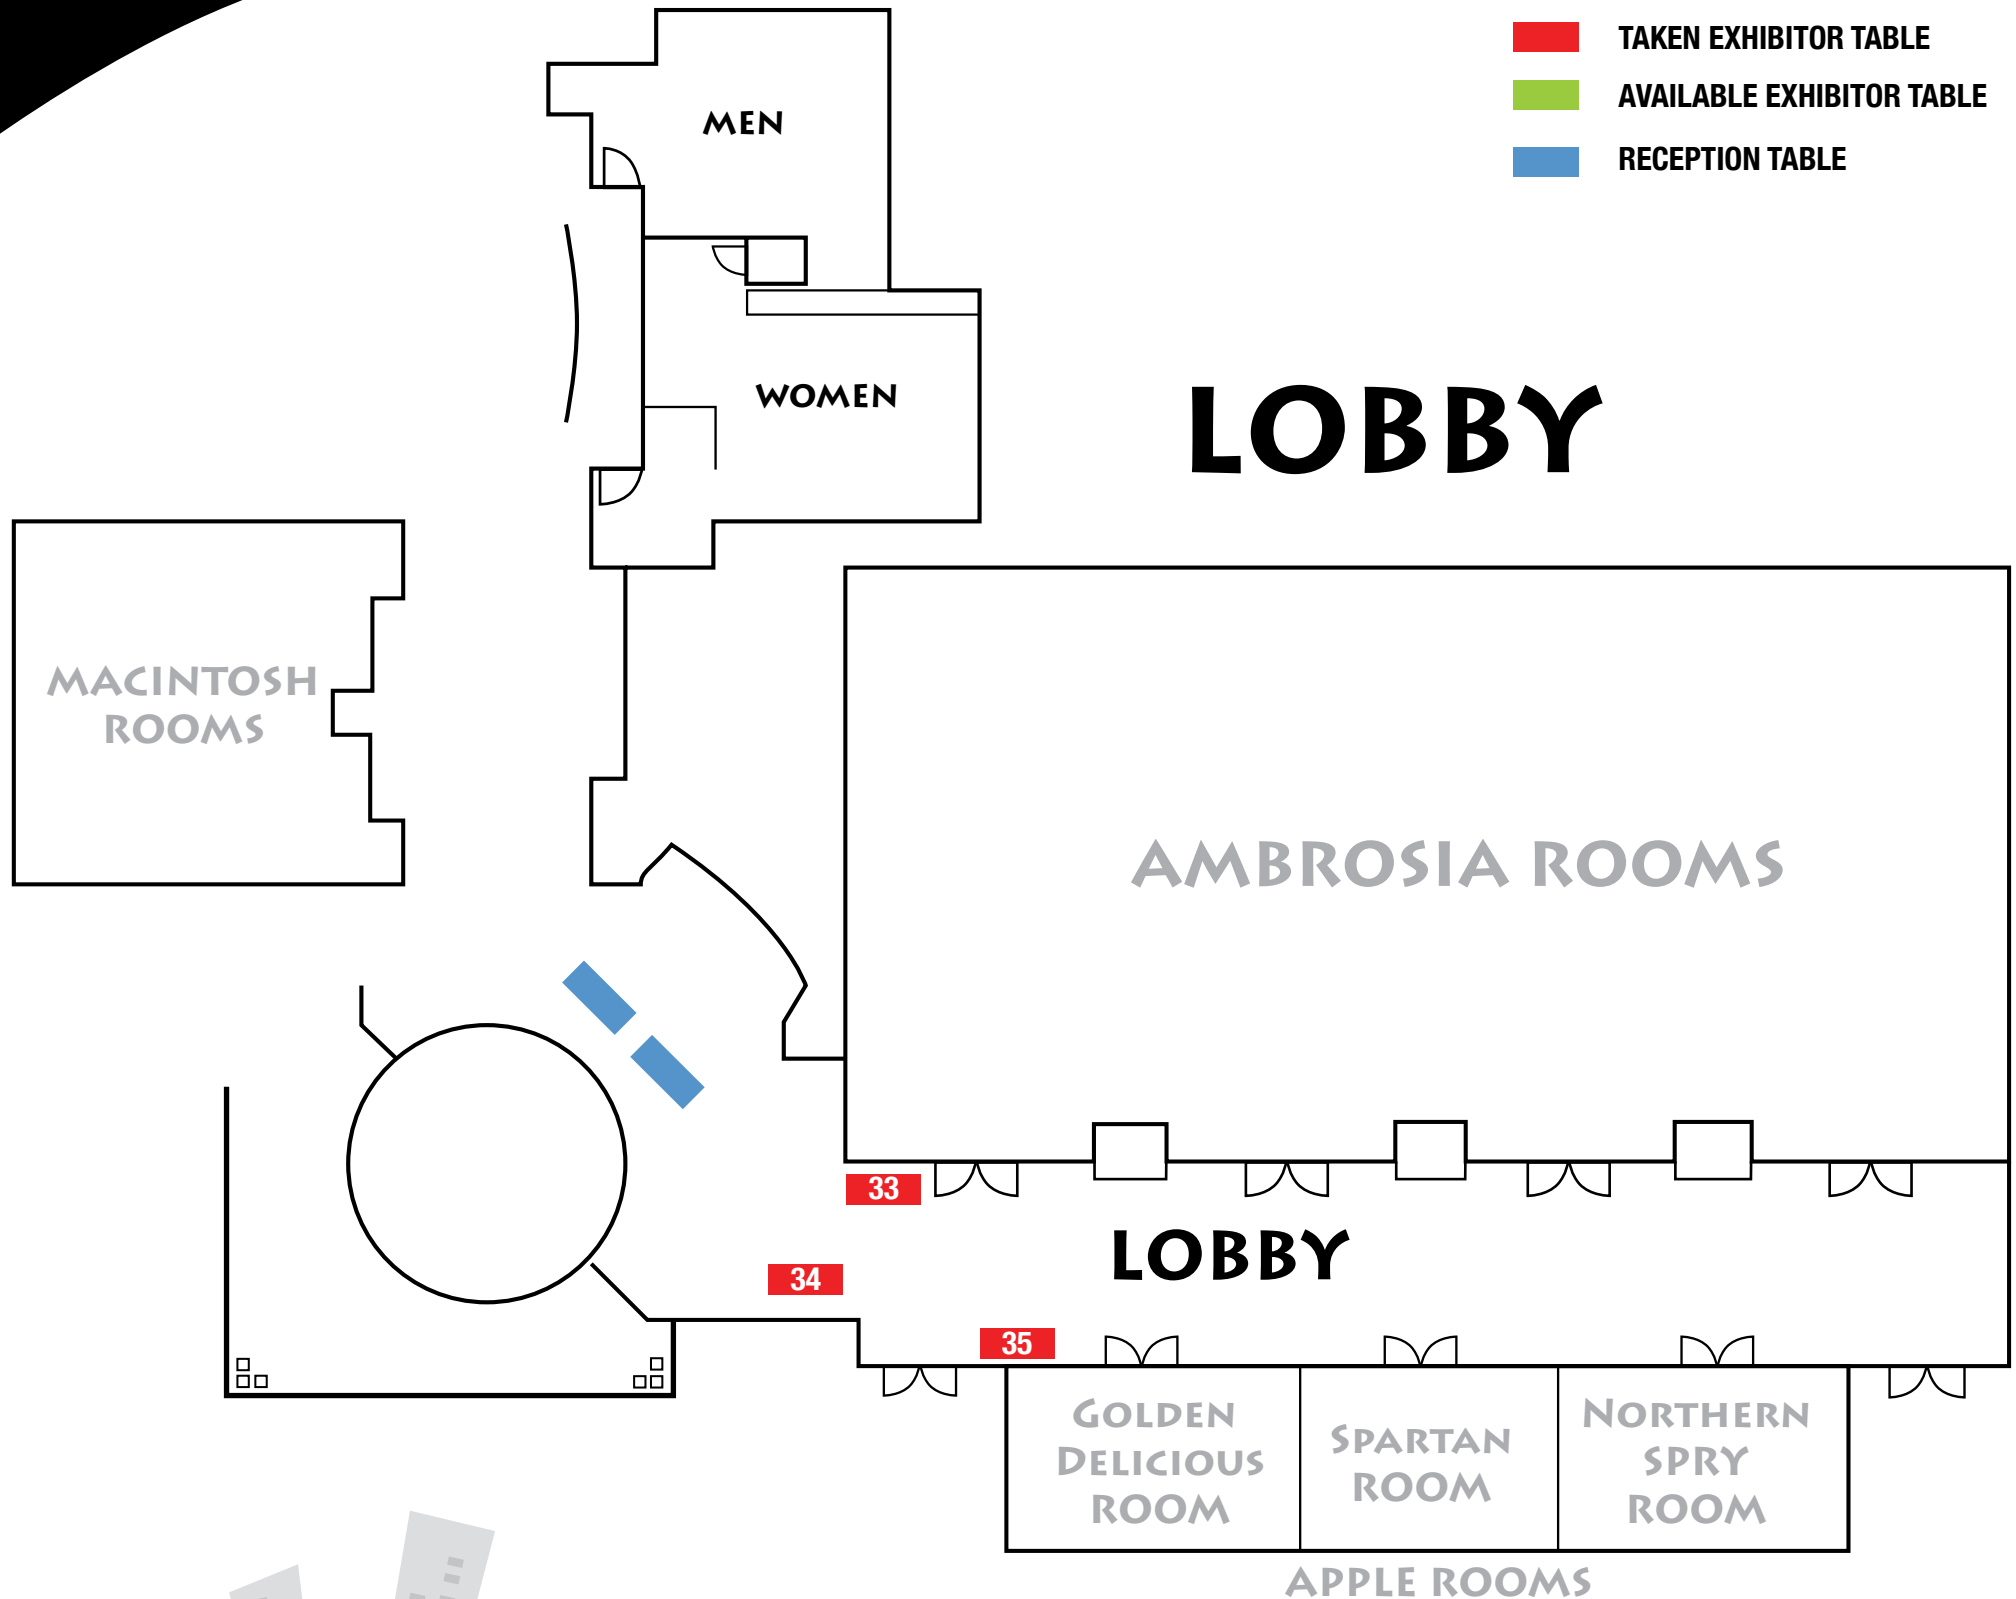 TAKEN EXHIBITOR TABLE
AVAILABLE EXHIBITOR TABLE
RECEPTION TABLE
MEN
WOMEN
LOBBY
MACINTOSH
ROOMS
AMBROSIA ROOMS
33
LOBBY
34
35
GOLDEN
DELICIOUS
ROOM
SPARTAN
ROOM
NORTHERN
SPRY
ROOM
APPLE ROOMS